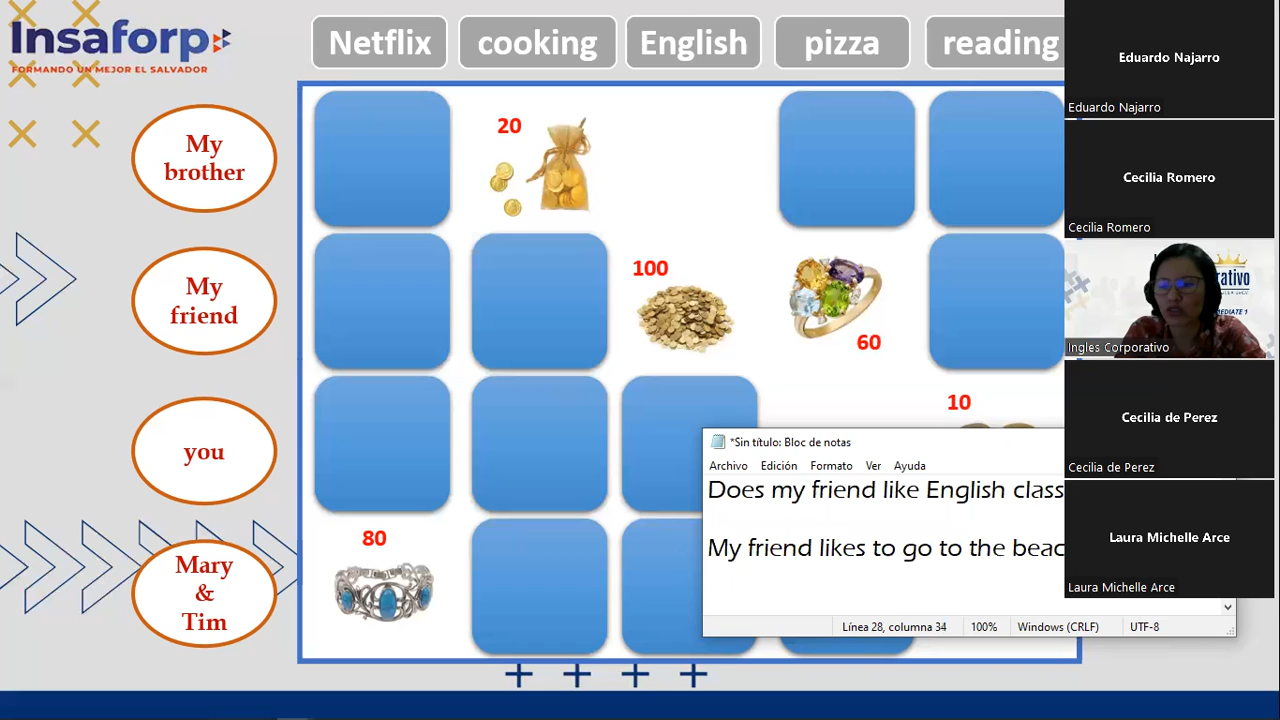 Insaforp
FORMANDO UN MEJOR EL SALVADOR
Netflix
cooking
English
pizza
reading
My
brother
My
friend
you
Mary
&
Tim
20
100
60
10
80
*Sin título: Bloc de notas
Archivo Edición Formato Ver Ayuda
Does my friend like English class
My friend likes to go to the beac
Línea 28, columna 34 100% Windows (CRLF) UTF-8
Eduardo Najarro
Eduardo Najarro
Cecilia Romero
Cecilia Romero
Ingles Corporativo
Cecilia de Perez
Cecilia de Perez
Laura Michelle Arce
Laura Michelle Arce